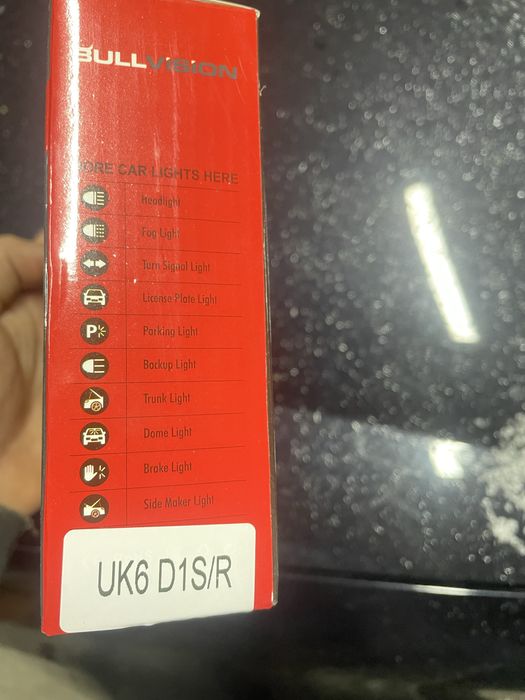 BULLVISION
MORE CAR LIGHTS HERE
Headlight
Fog Light
Turn Signal Light
License Plate Light
P
Parking Light
Backup Light
Trunk Light
Dome Light
Brake Light
Side Maker Light
UK6 D1S/R